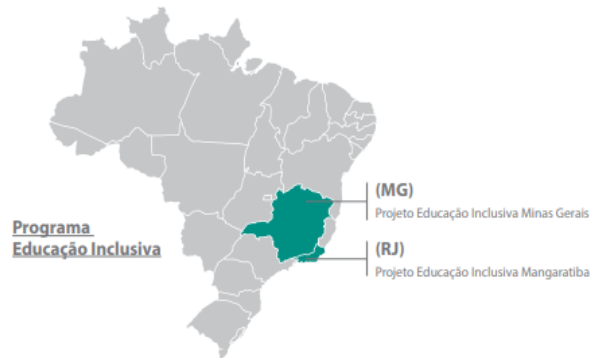 (MG)
Projeto Educação Inclusiva Minas Gerais
Programa
Educação Inclusiva
(RJ)
Projeto Educação Inclusiva Mangaratiba